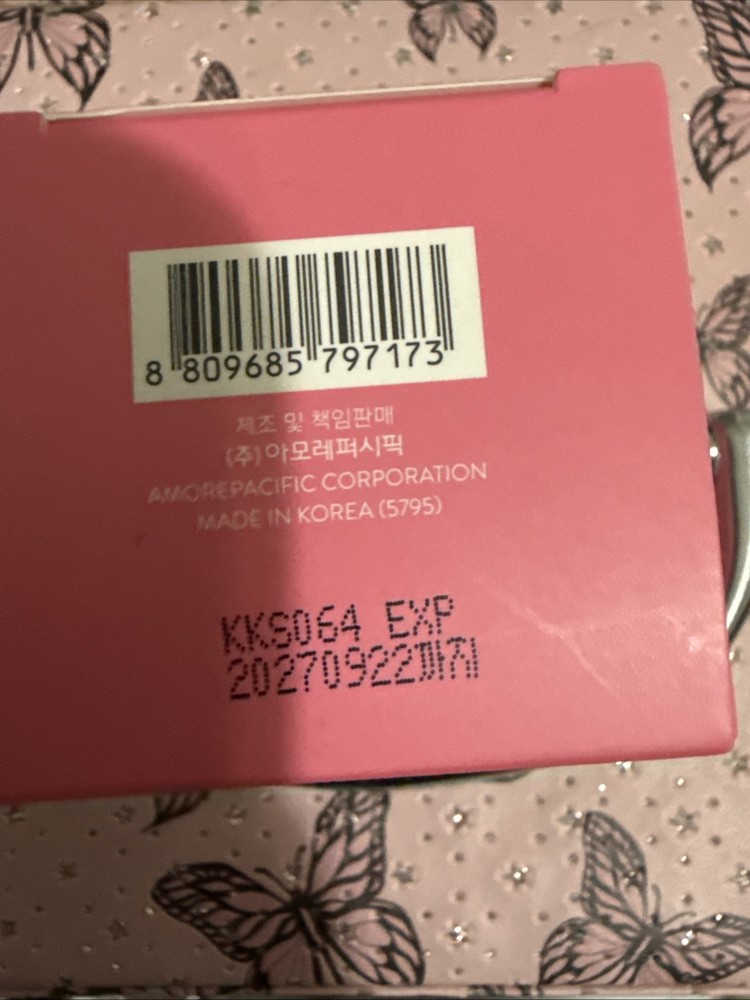 8 809685 797173
제조 및 책임판매
(주)아모레퍼시픽
AMOREPACIFIC CORPORATION
MADE IN KOREA (5795)
KKS064 EXP
20270922까지